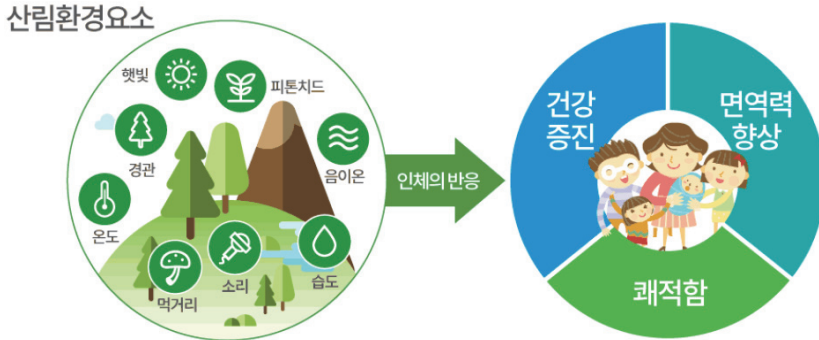 산림환경요소
햇빛
피톤치드
경관
음이온
온도
먹거리
소리
습도
인체의 반응
건강
증진
면역력
향상
쾌적함